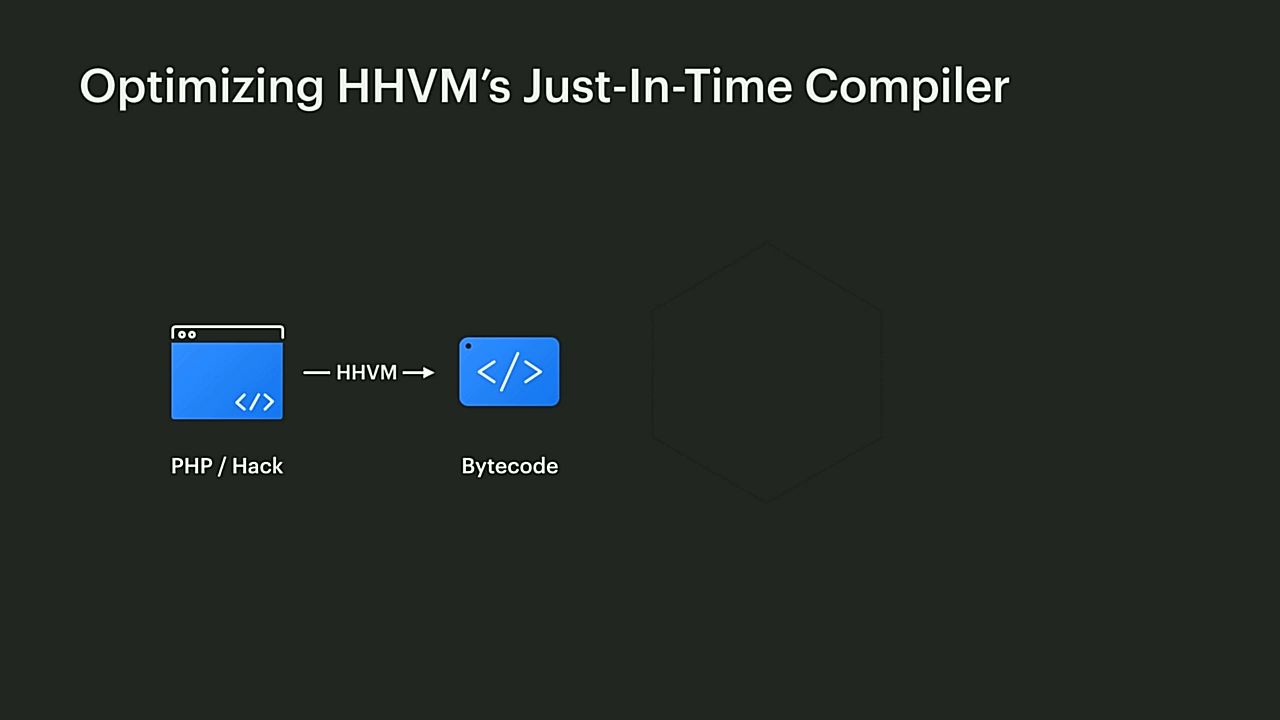 Optimizing HHVM’s Just-In-Time Compiler
HHVM
</>
</>
PHP / Hack
Bytecode